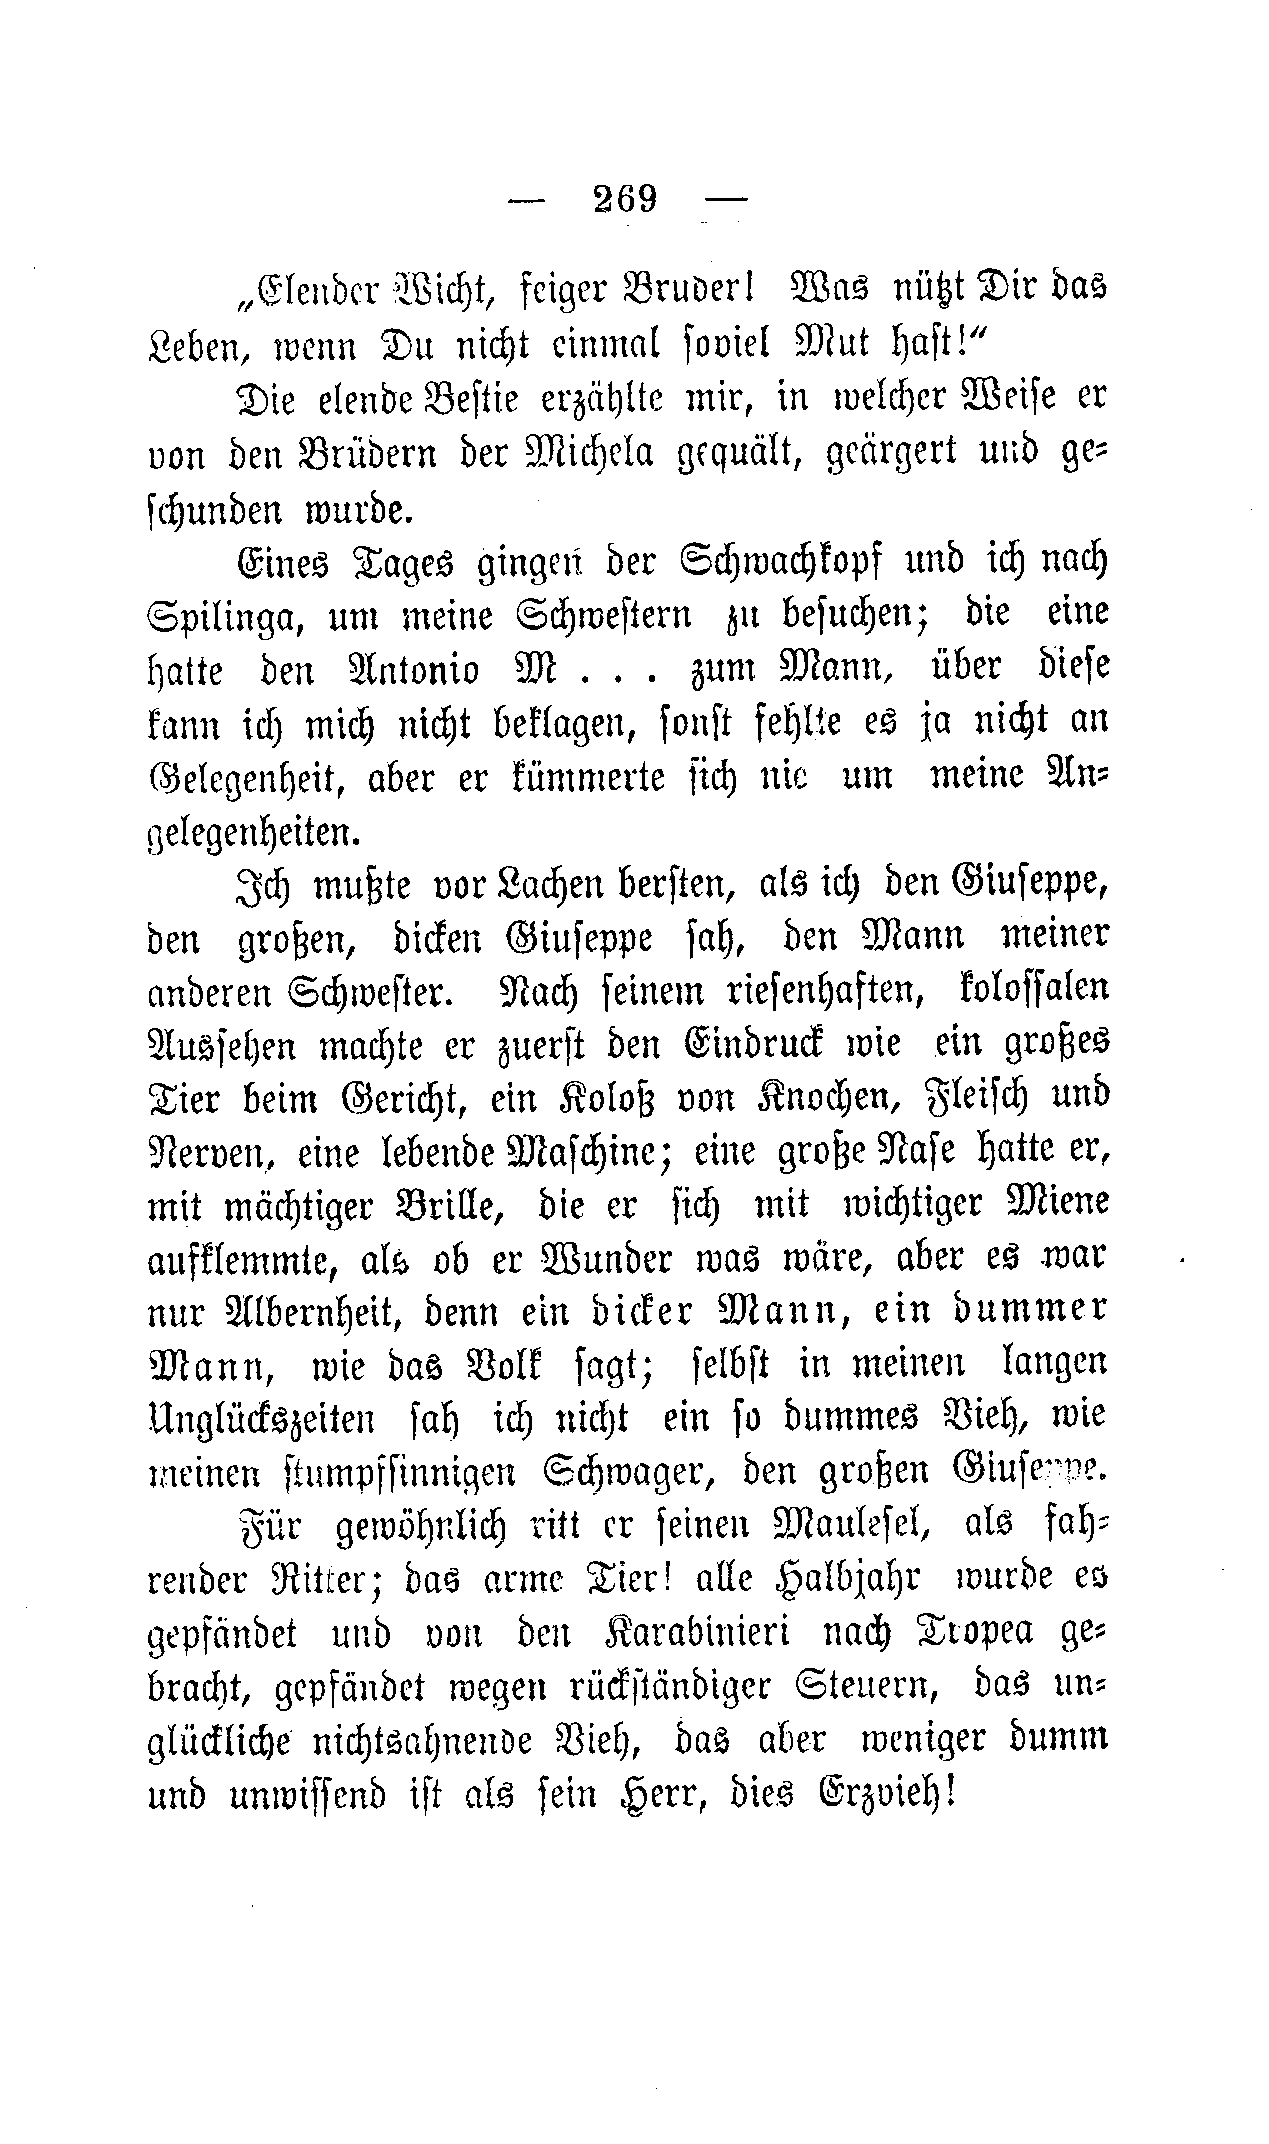 — 269 —
„Elender Wicht, feiger Bruder! Was nützt Dir das
Leben, wenn Du nicht einmal soviel Mut hast!"
Die elende Bestie erzählte mir, in welcher Weise er
von den Brüdern der Michela gequält, geärgert und ge-
schunden wurde.
Eines Tages gingen der Schwachkopf und ich nach
Spilinga, um meine Schwestern zu besuchen; die eine
hatte den Antonio M . . . zum Mann, über diese
kann ich mich nicht beklagen, sonst fehlte es ja nicht an
Gelegenheit, aber er kümmerte sich nie um meine An-
gelegenheiten.
Ich mußte vor Lachen bersten, als ich den Giuseppe,
den großen, dicken Giuseppe sah, den Mann meiner
anderen Schwester. Nach seinem riesenhaften, kolossalen
Aussehen machte er zuerst den Eindruck wie ein großes
Tier beim Gericht, ein Koloß von Knochen, Fleisch und
Nerven, eine lebende Maschine; eine große Nase hatte er,
mit mächtiger Brille, die er sich mit wichtiger Miene
aufklemmte, als ob er Wunder was wäre, aber es war
nur Albernheit, denn ein dicker Mann, ein dummer
Mann, wie das Volk sagt; selbst in meinen langen
Unglückszeiten sah ich nicht ein so dummes Vieh, wie
meinen stumpfsinnigen Schwager, den großen Giuseppe.
Für gewöhnlich ritt er seinen Maulesel, als fah-
render Ritter; das arme Tier! alle Halbjahr wurde es
gepfändet und von den Karabinieri nach Tropea ge-
bracht, gepfändet wegen rückständiger Steuern, das un-
glückliche nichtsahnende Vieh, das aber weniger dumm
und unwissend ist als sein Herr, dies Erzvieh!